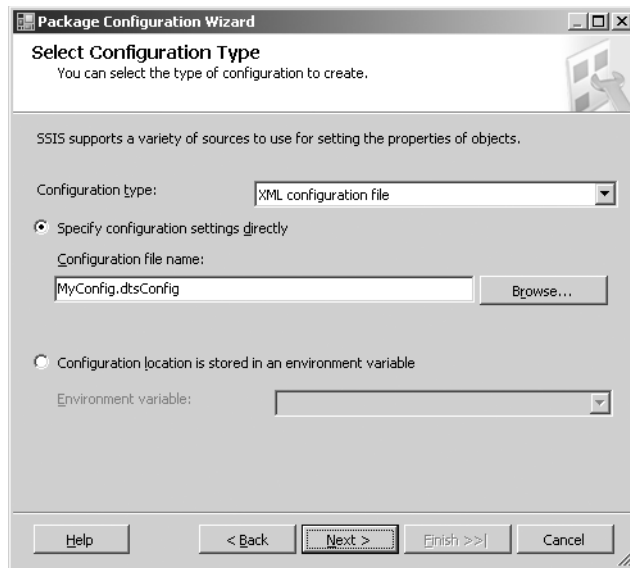 Package Configuration Wizard
Select Configuration Type
You can select the type of configuration to create.
SSIS supports a variety of sources to use for setting the properties of objects.
Configuration type: XML configuration file
Specify configuration settings directly
Configuration file name:
MyConfig.dtsConfig Browse...
Configuration location is stored in an environment variable
Environment variable:
Help < Back Next > Finish >>| Cancel